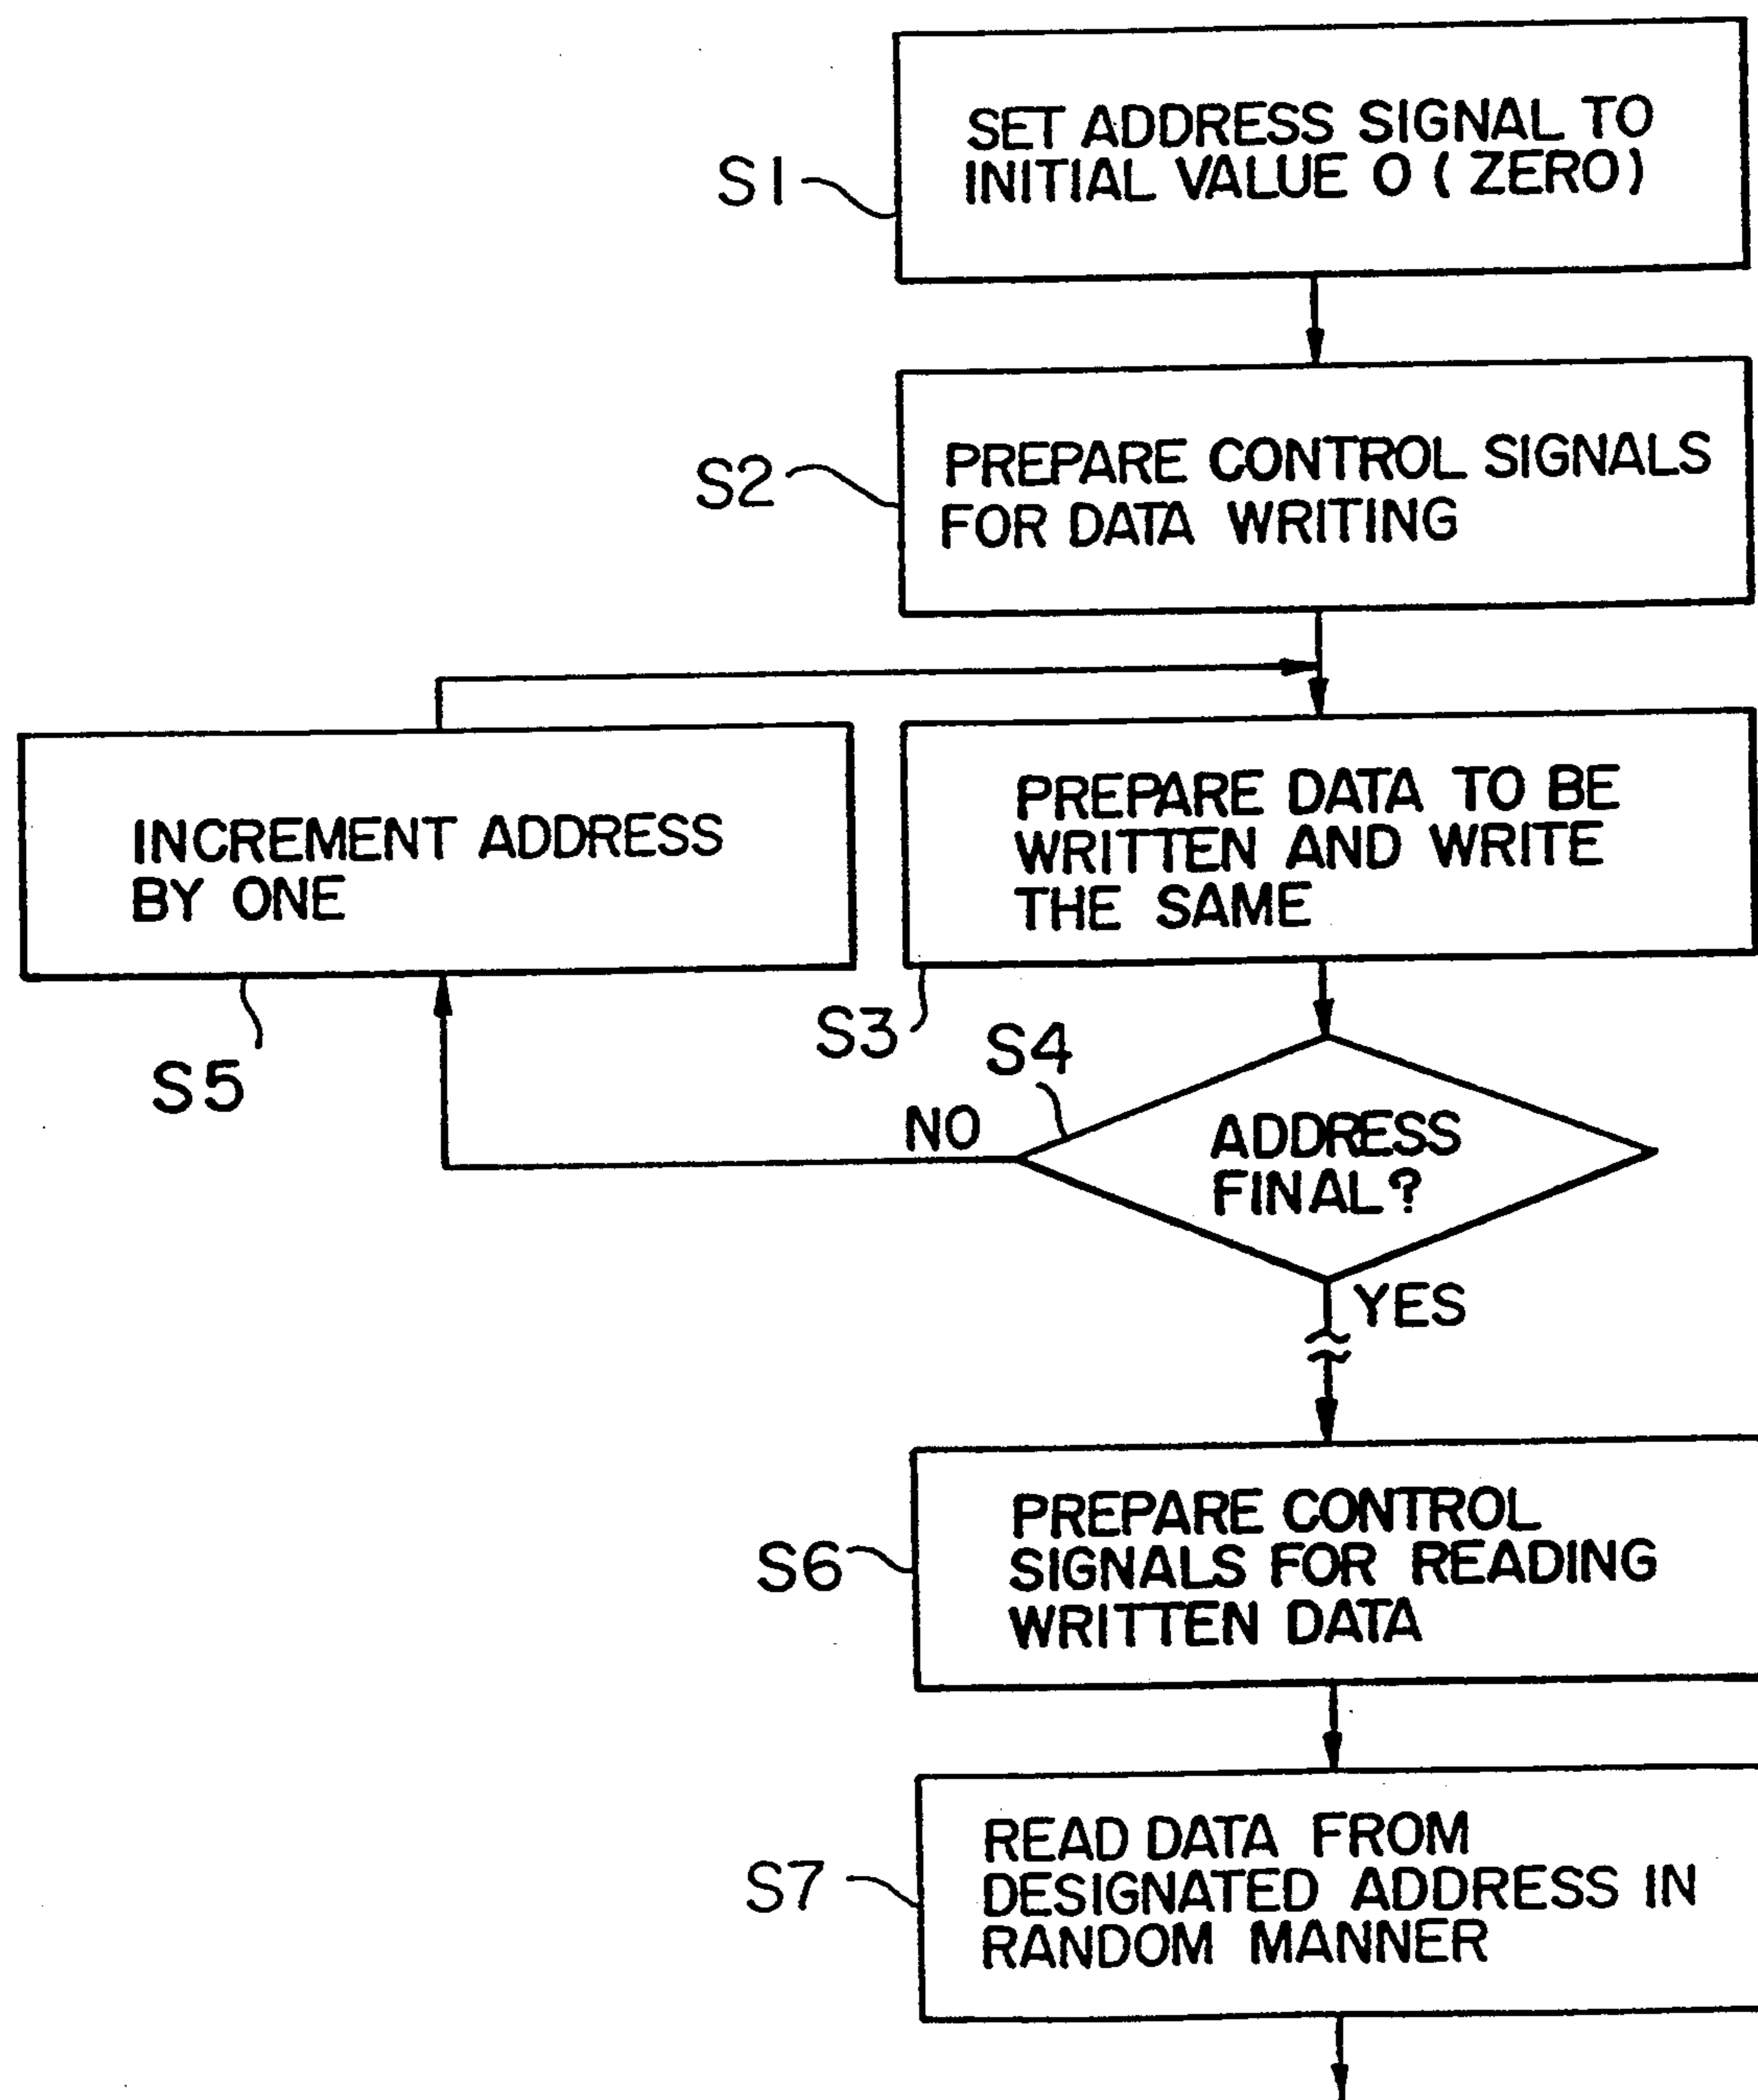 SET ADDRESS SIGNAL TO
INITIAL VALUE 0 (ZERO)
S1
PREPARE CONTROL SIGNALS
FOR DATA WRITING
S2
INCREMENT ADDRESS
BY ONE
S5
PREPARE DATA TO BE
WRITTEN AND WRITE
THE SAME
S3
S4
NO
ADDRESS
FINAL?
YES
PREPARE CONTROL
SIGNALS FOR READING
WRITTEN DATA
S6
READ DATA FROM
DESIGNATED ADDRESS IN
RANDOM MANNER
S7